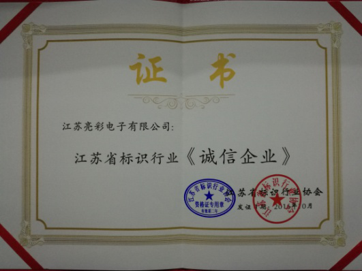 证书
江苏亮彩电子有限公司:
江苏省标识行业《诚信企业》
江苏省标识行业协会